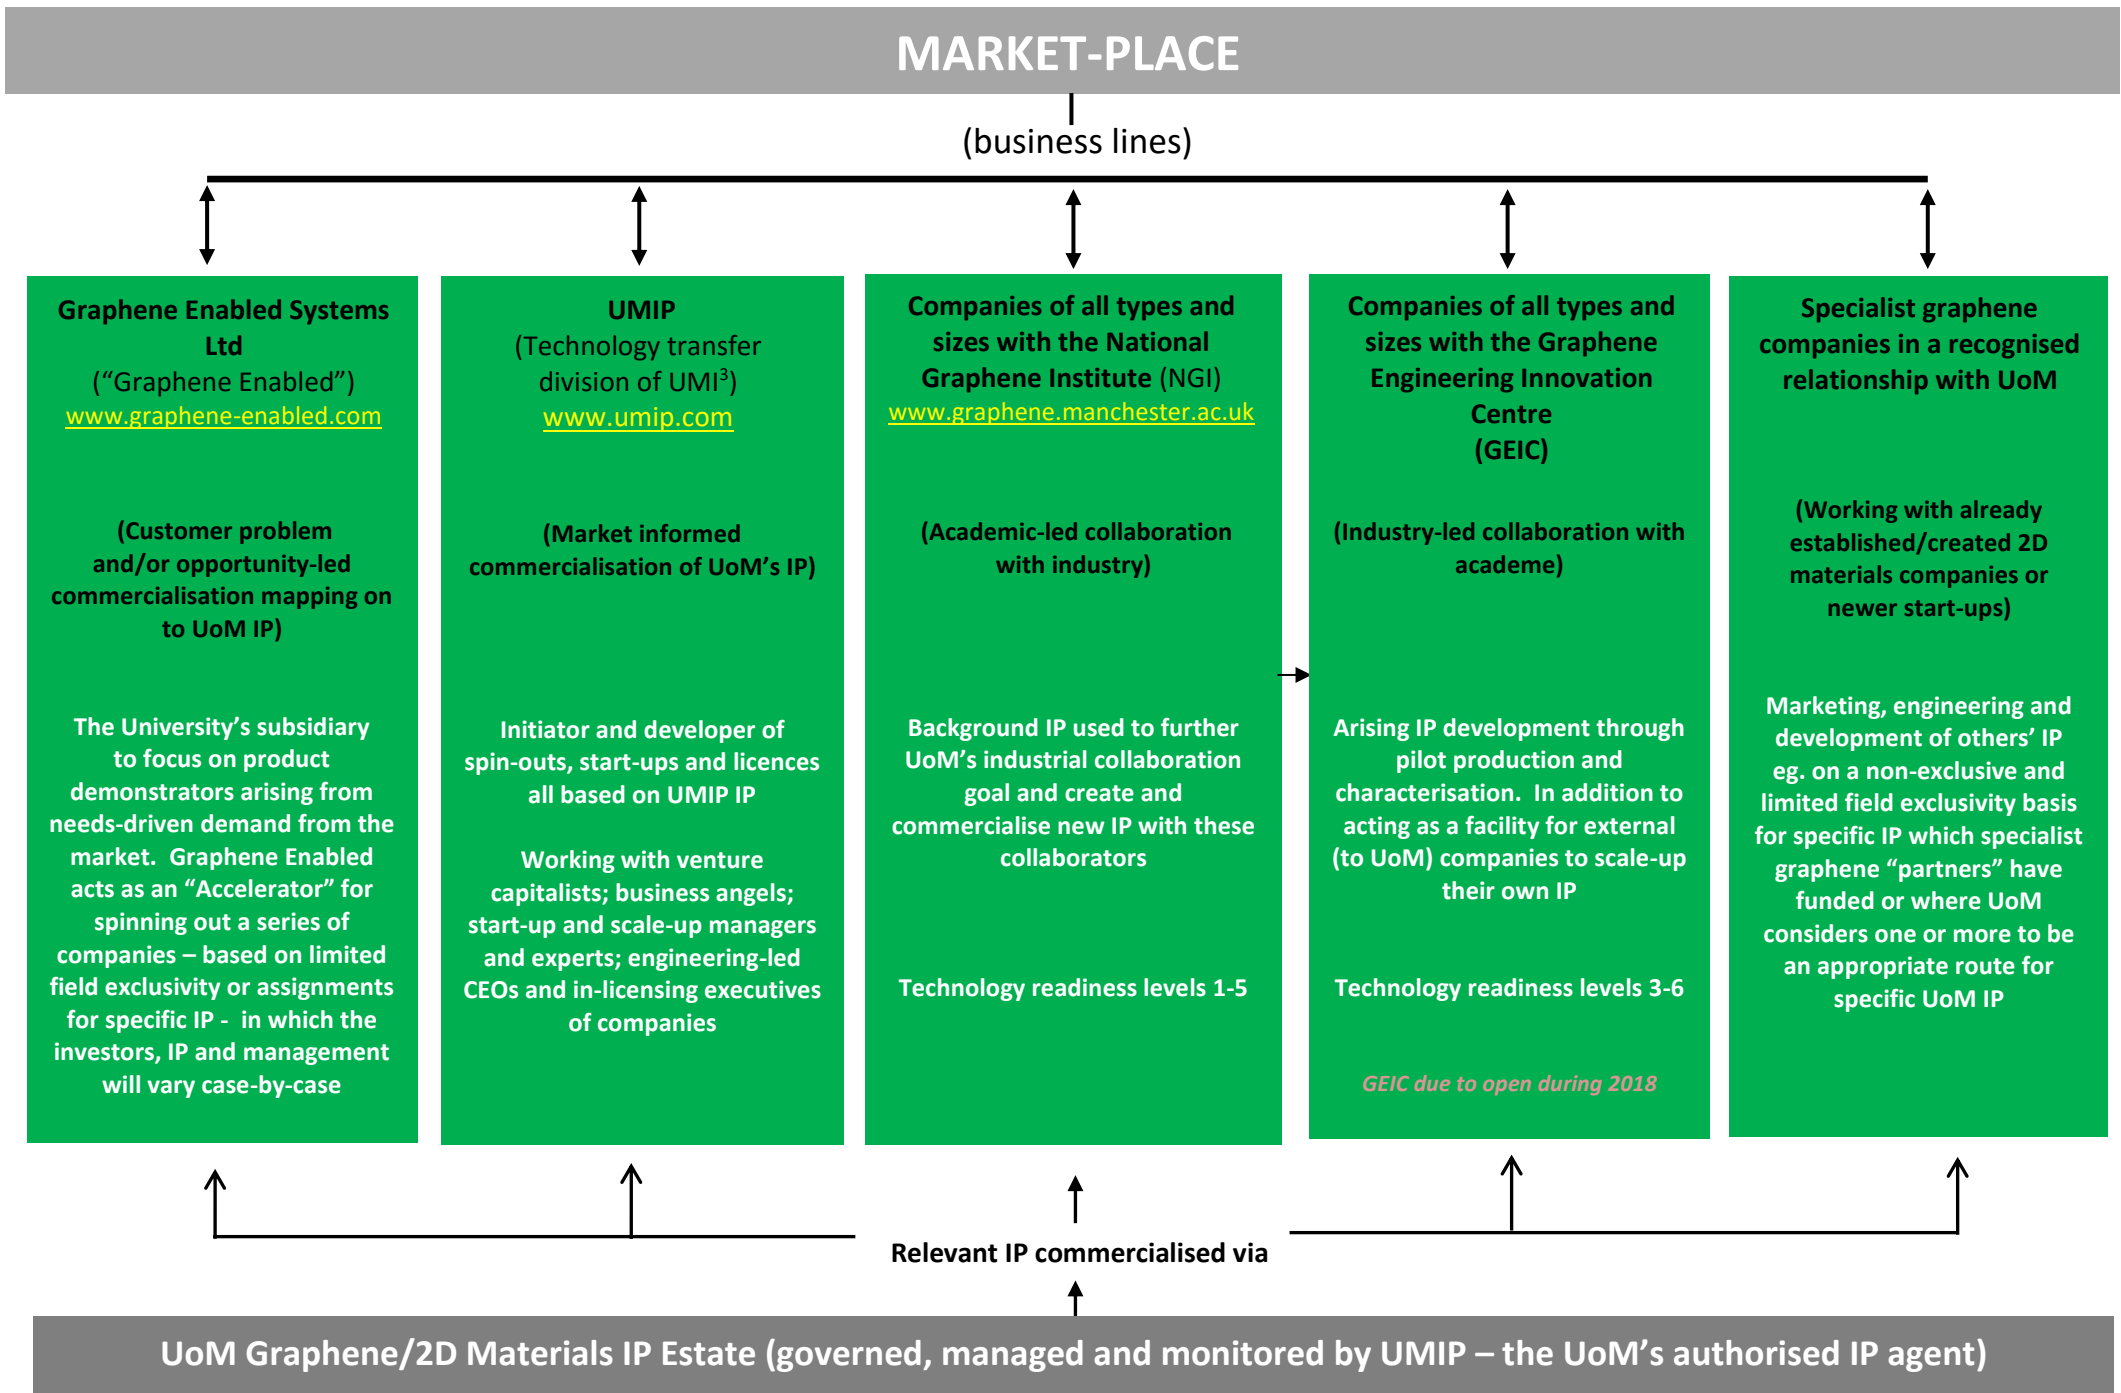 MARKET-PLACE
(business lines)
Graphene Enabled Systems
Ltd
(“Graphene Enabled”)
www.graphene-enabled.com
(Customer problem
and/or opportunity-led
commercialisation mapping on
to UoM IP)
The University’s subsidiary
to focus on product
demonstrators arising from
needs-driven demand from the
market.  Graphene Enabled
acts as an “Accelerator” for
spinning out a series of
companies – based on limited
field exclusivity or assignments
for specific IP -  in which the
investors, IP and management
will vary case-by-case
UMIP
(Technology transfer
division of UMI³)
www.umip.com
(Market informed
commercialisation of UoM’s IP)
Initiator and developer of
spin-outs, start-ups and licences
all based on UMIP IP
Working with venture
capitalists; business angels;
start-up and scale-up managers
and experts; engineering-led
CEOs and in-licensing executives
of companies
Companies of all types and
sizes with the National
Graphene Institute (NGI)
www.graphene.manchester.ac.uk
(Academic-led collaboration
with industry)
Background IP used to further
UoM’s industrial collaboration
goal and create and
commercialise new IP with these
collaborators
Technology readiness levels 1-5
Companies of all types and
sizes with the Graphene
Engineering Innovation
Centre
(GEIC)
(Industry-led collaboration with
academe)
Arising IP development through
pilot production and
characterisation.  In addition to
acting as a facility for external
(to UoM) companies to scale-up
their own IP
Technology readiness levels 3-6
GEIC due to open during 2018
Specialist graphene
companies in a recognised
relationship with UoM
(Working with already
established/created 2D
materials companies or
newer start-ups)
Marketing, engineering and
development of others’ IP
eg. on a non-exclusive and
limited field exclusivity basis
for specific IP which specialist
graphene “partners” have
funded or where UoM
considers one or more to be
an appropriate route for
specific UoM IP
Relevant IP commercialised via
UoM Graphene/2D Materials IP Estate (governed, managed and monitored by UMIP – the UoM’s authorised IP agent)